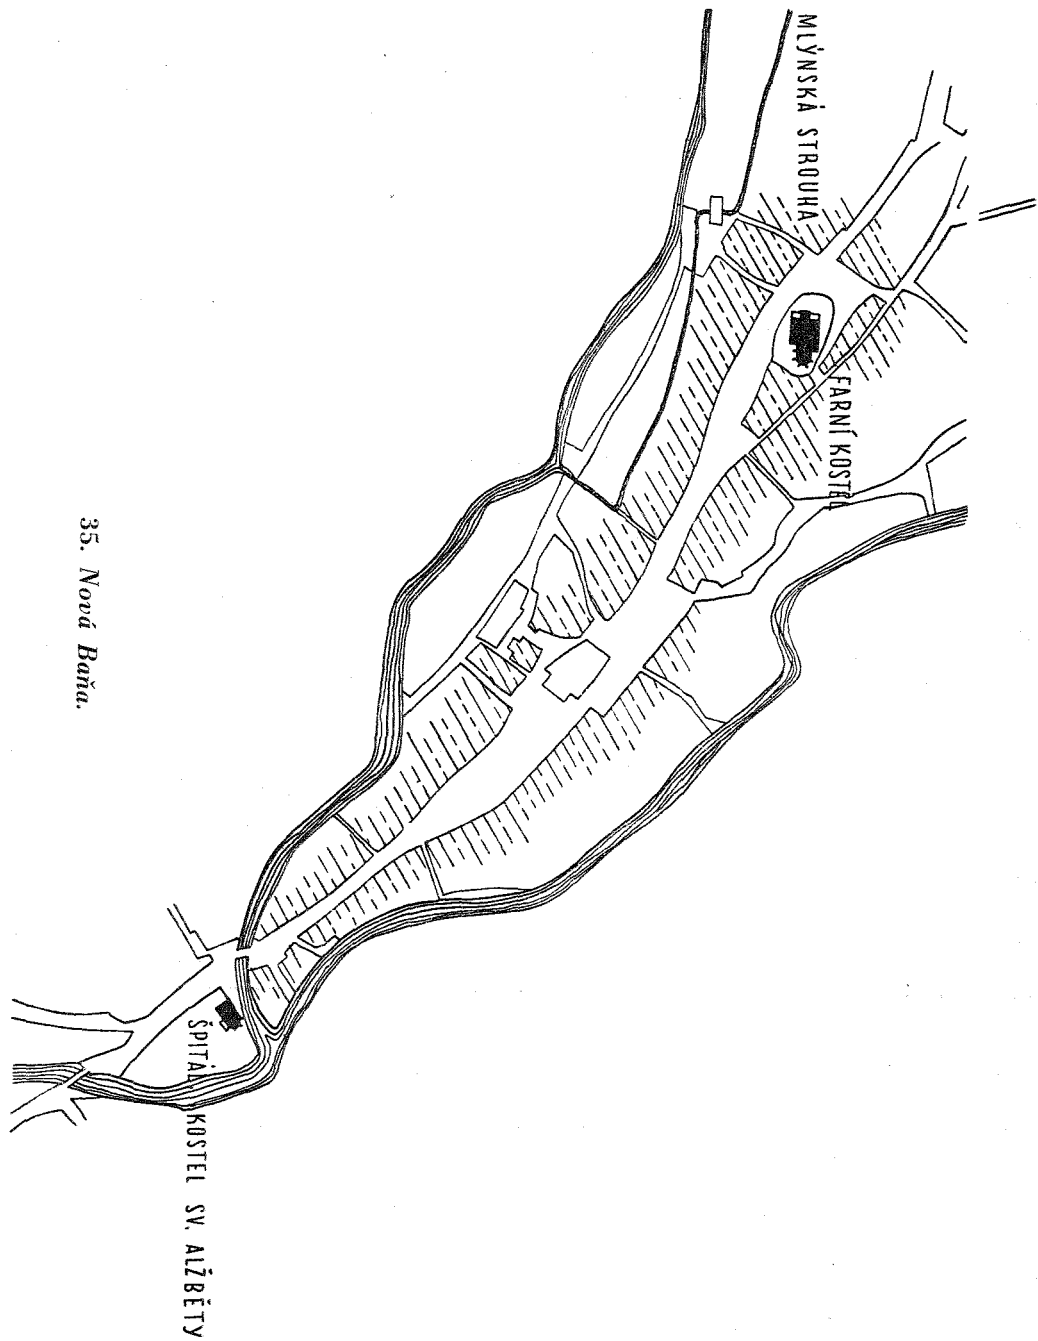 MLÝNSKÁ STROUHA
FARNÍ KOSTEL
ŠPITÁL. KOSTEL SV. ALŽBĚTY
35. Nová Baňa.